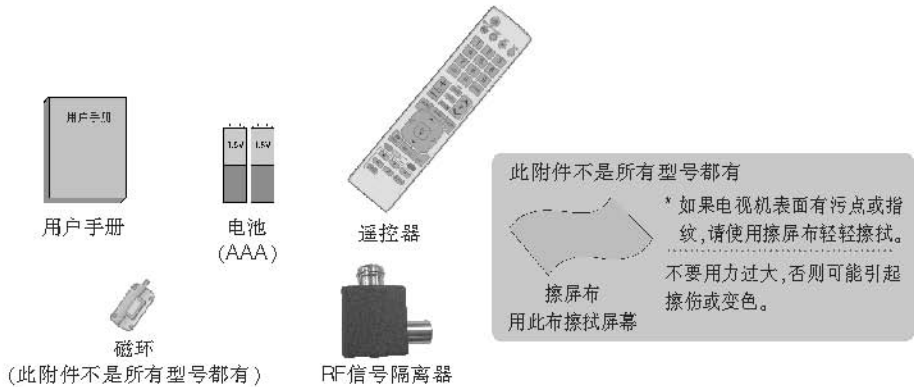 用户手册
1.5V 1.5V
用户手册
电池
(AAA)
遥控器
磁环
(此附件不是所有型号都有)
RF信号隔离器
此附件不是所有型号都有
* 如果电视机表面有污点或指
纹,请使用擦屏布轻轻擦拭。
不要用力过大,否则可能引起
擦伤或变色。
擦屏布
用此布擦拭屏幕